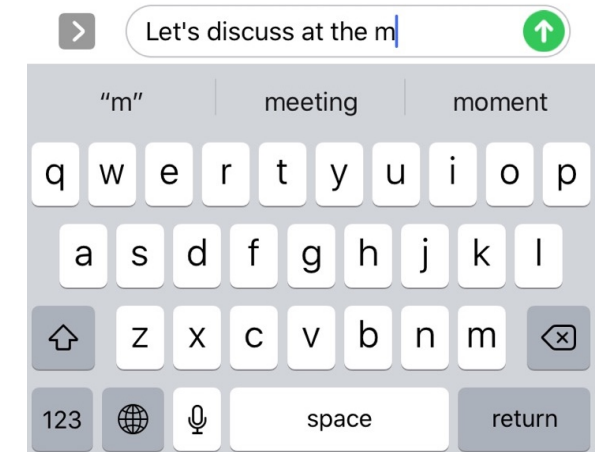 Let's discuss at the m
“m” meeting moment
q w e r t y u i o p
a s d f g h j k l
z x c v b n m
123 space return